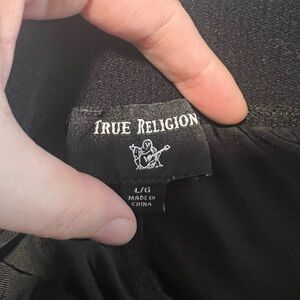 TRUE RELIGION
L/G
MADE IN
CHINA